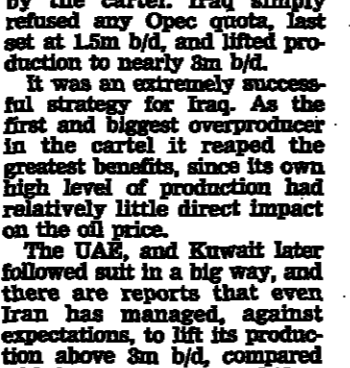 by the cartel. Iraq simply
refused any Opec quota, last
set at 1.5m b/d, and lifted pro-
duction to nearly 3m b/d.
It was an extremely success-
ful strategy for Iraq. As the
first and biggest overproducer
in the cartel it reaped the
greatest benefits, since its own
high level of production had
relatively little direct impact
on the oil price.
The UAE, and Kuwait later
followed suit in a big way, and
there are reports that even
Iran has managed, against
expectations, to lift its produc-
tion above 3m b/d, compared